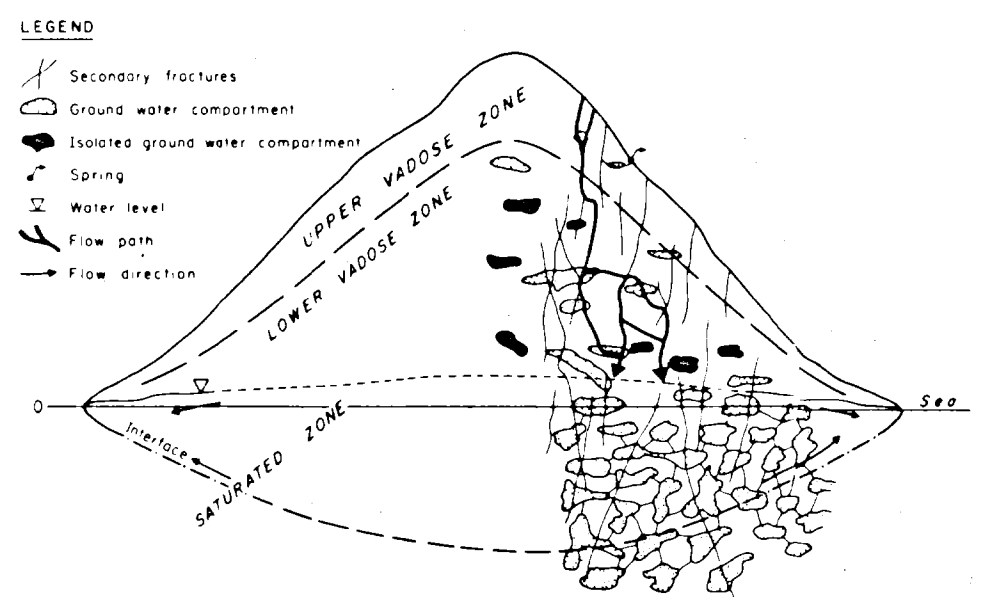 LEGEND
Secondary fractures
Ground water compartment
Isolated ground water compartment
Spring
Water level
Flow path
Flow direction
UPPER VADOSE ZONE
LOWER VADOSE ZONE
0
Sea
Interface
SATURATED ZONE